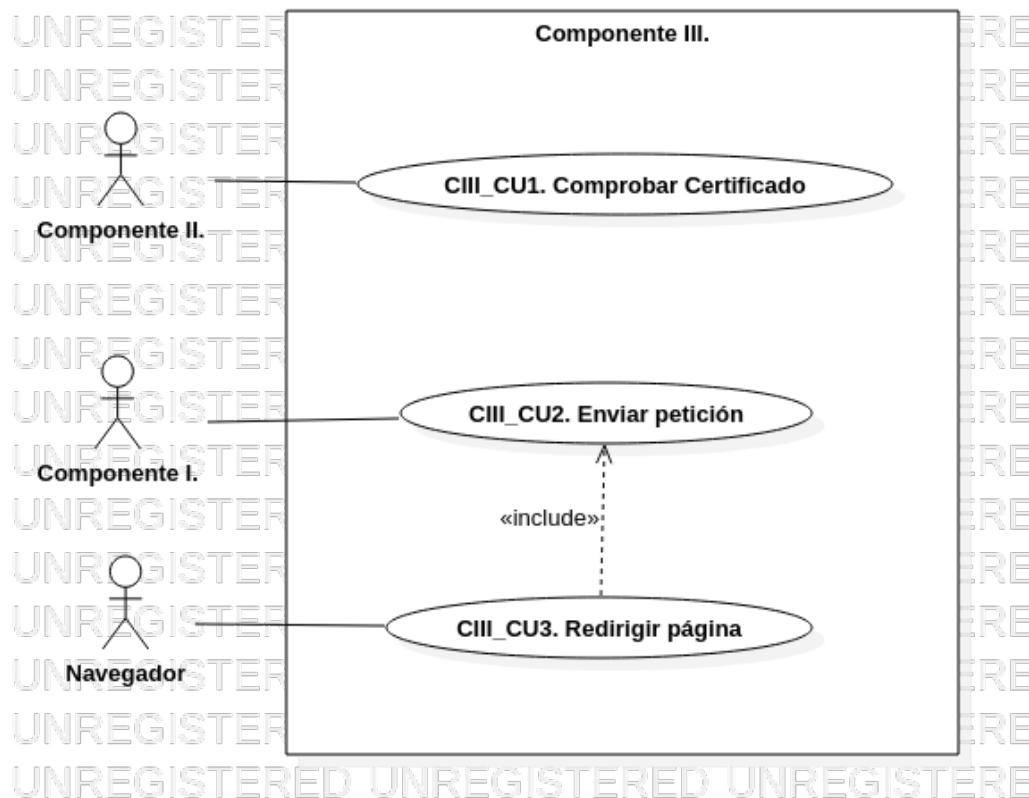 Componente III.
CIII_CU1. Comprobar Certificado
Componente II.
CIII_CU2. Enviar petición
Componente I.
«include»
CIII_CU3. Redirigir página
Navegador
UNREGISTERED UNREGISTERED UNREGISTERE